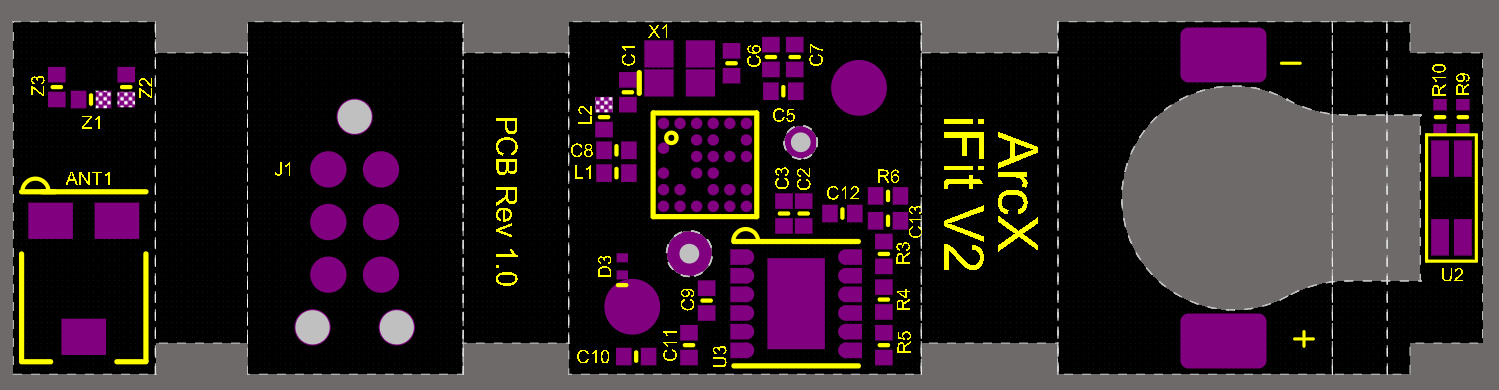 Z3
Z2
Z1
ANT1
J1
PCB Rev 1.0
X1
C1
C6
C7
L2
C5
C8
L1
C3
C2
C12
R6
C13
D3
C9
R3
R4
C10
C11
U3
R5
ArcX
iFit V2
−
+
R10
R9
U2